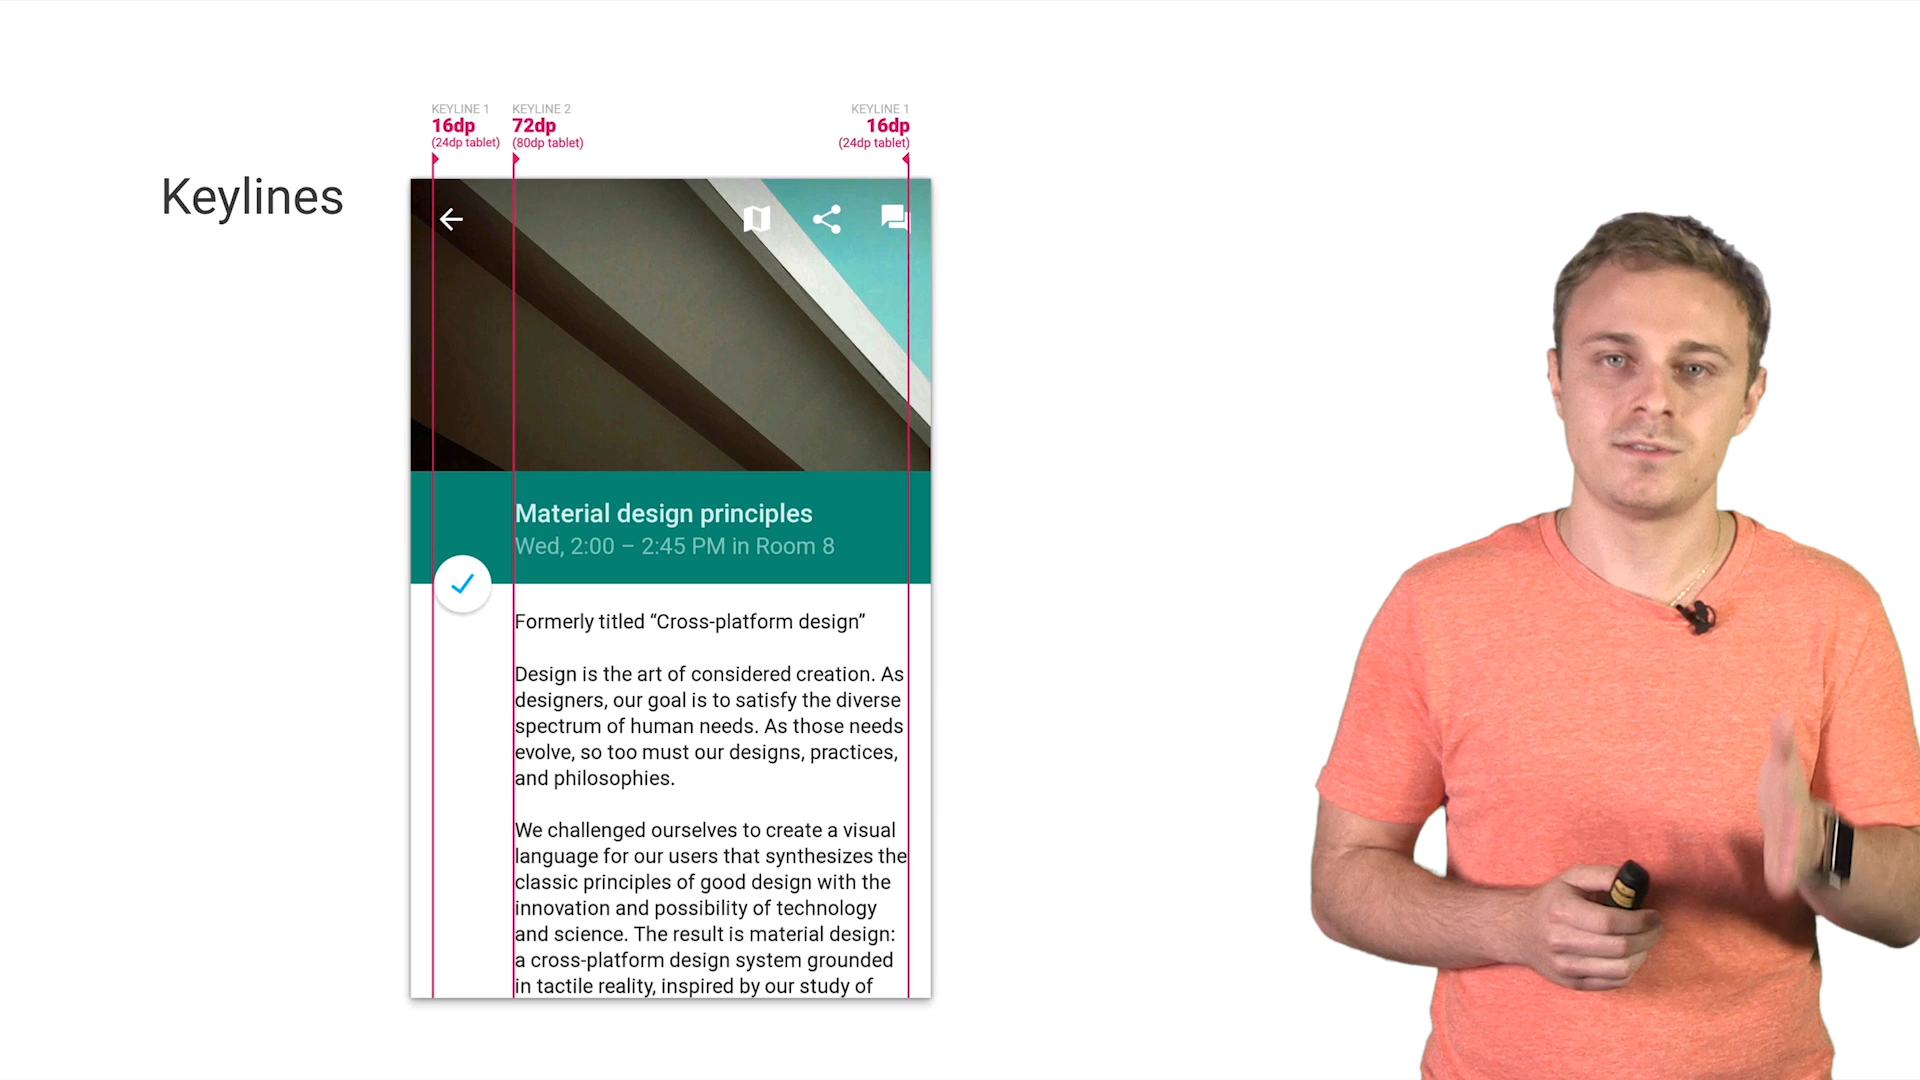 Keylines
KEYLINE 1
16dp
(24dp tablet)
KEYLINE 2
72dp
(80dp tablet)
KEYLINE 1
16dp
(24dp tablet)
Material design principles
Wed, 2:00 – 2:45 PM in Room 8
Formerly titled “Cross-platform design”
Design is the art of considered creation. As
designers, our goal is to satisfy the diverse
spectrum of human needs. As those needs
evolve, so too must our designs, practices,
and philosophies.
We challenged ourselves to create a visual
language for our users that synthesizes the
classic principles of good design with the
innovation and possibility of technology
and science. The result is material design:
a cross-platform design system grounded
in tactile reality, inspired by our study of